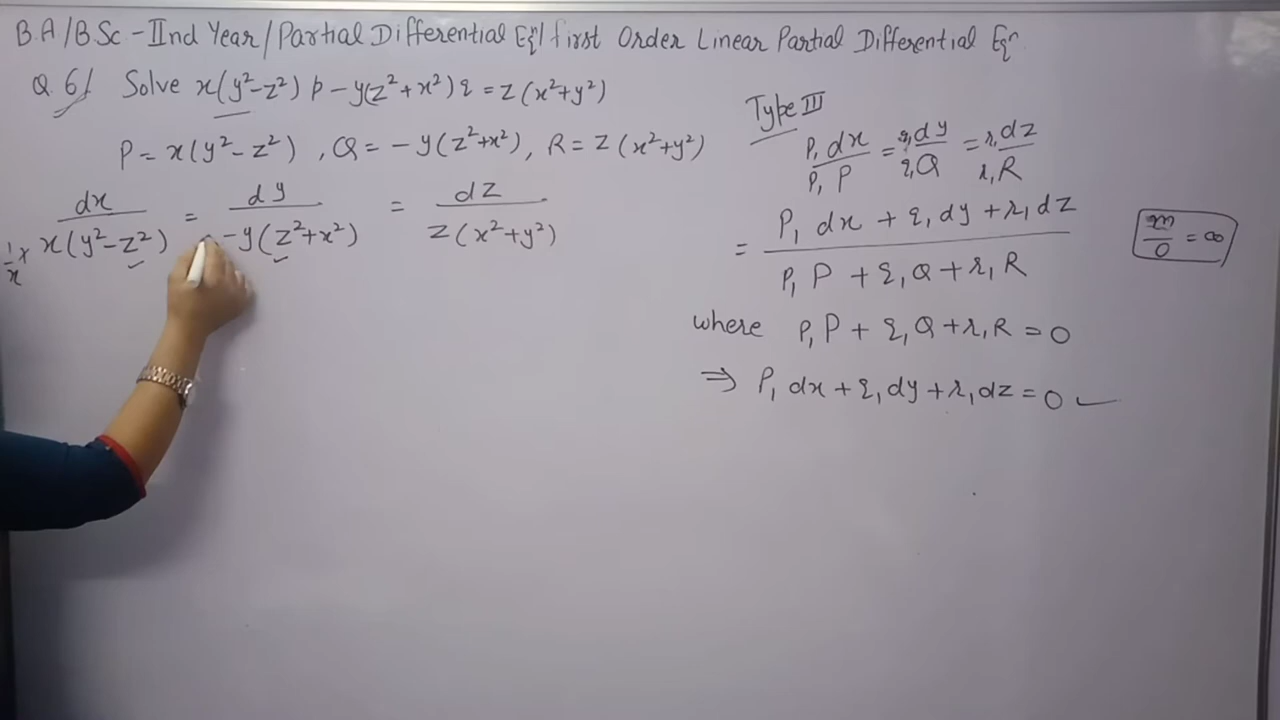 B.A/B.Sc - IInd Year/Partial Differential Eqn/first Order Linear Partial Differential Eqn
Q.6/ Solve x(y²-z²) p - y(z²+x²) q = z(x²+y²)
P = x(y²-z²), Q = -y(z²+x²), R = z(x²+y²)
dx/x(y²-z²) = dy/-y(z²+x²) = dz/z(x²+y²)
1/x ×
Type III
P₁dx/P₁P = q₁dy/q₁Q = r₁dz/r₁R
= P₁dx + q₁dy + r₁dz / P₁P + q₁Q + r₁R
where P₁P + q₁Q + r₁R = 0
⇒ P₁dx + q₁dy + r₁dz = 0
/0 = ∞